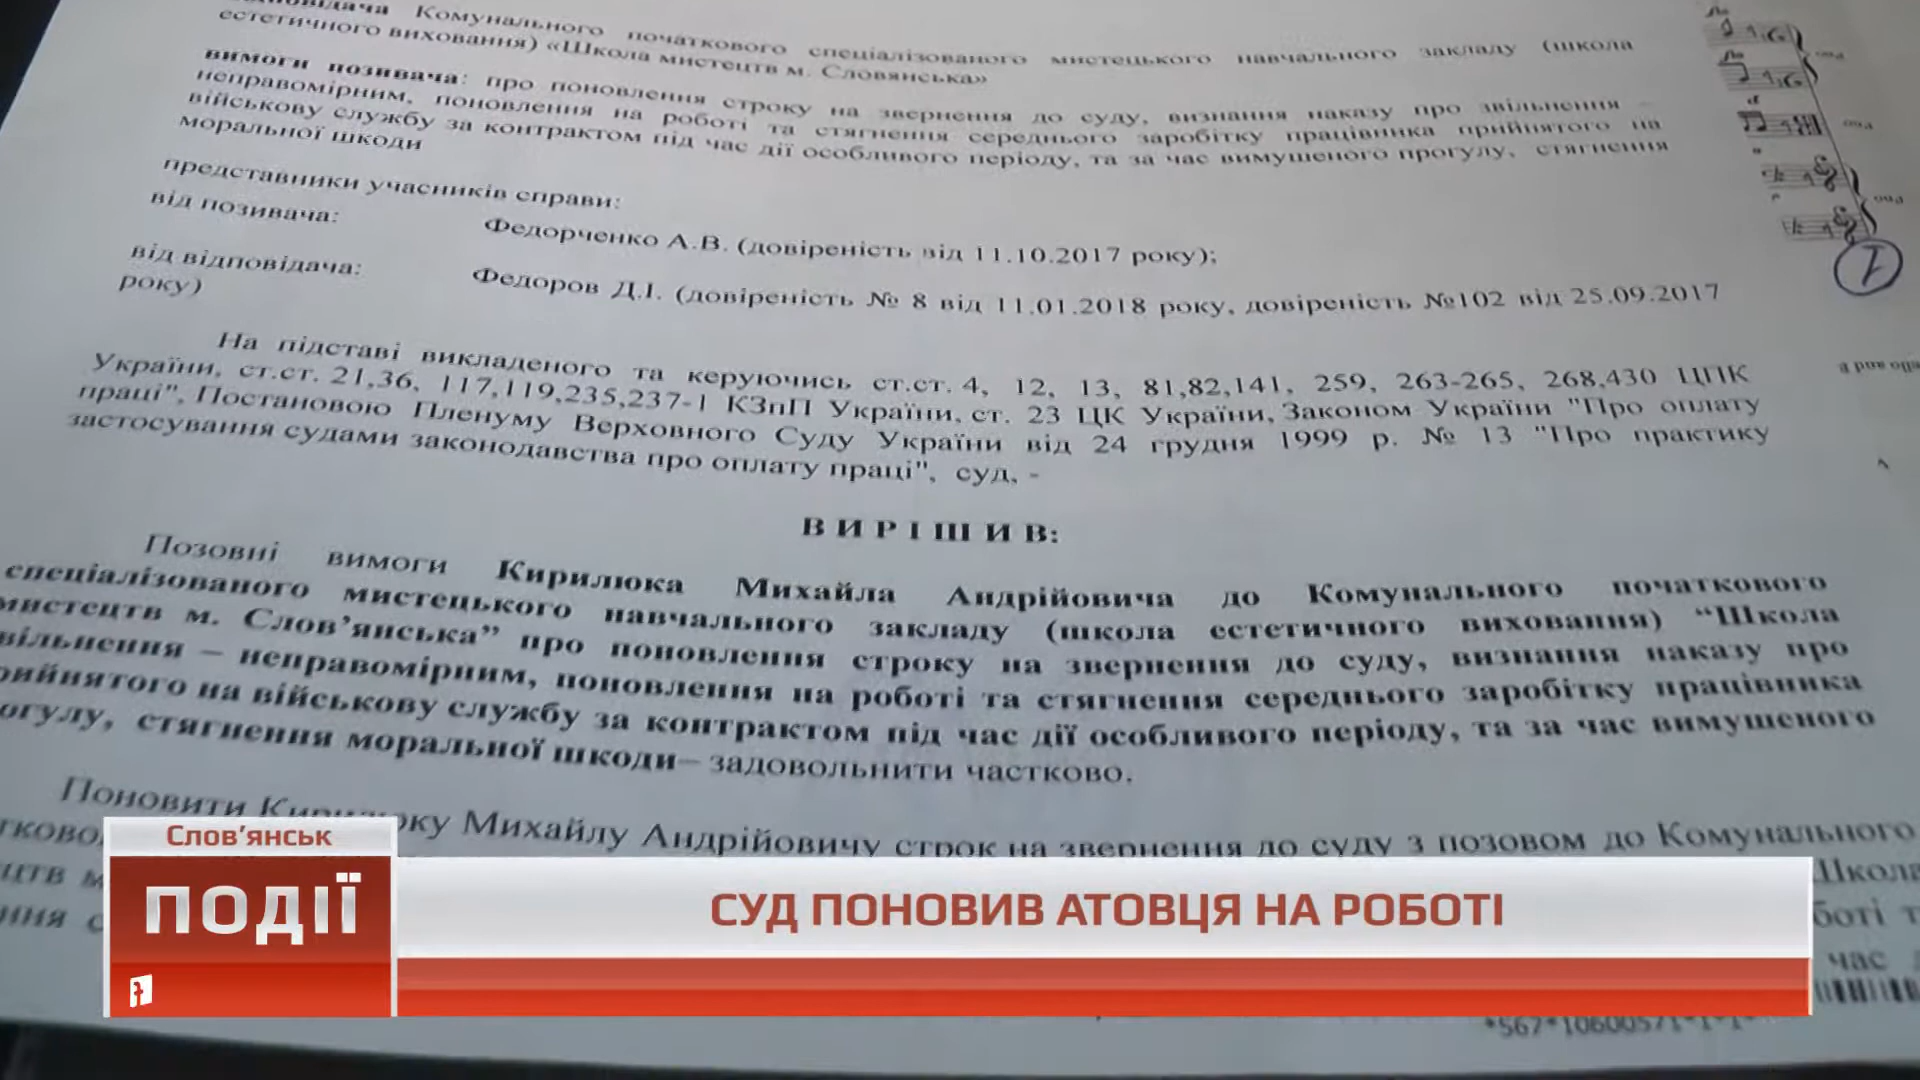 Комунального початкового спеціалізованого мистецького навчального закладу (школа
естетичного виховання) «Школа мистецтв м. Словянська»
вимоги позивача: про поновлення строку на звернення до суду, визнання наказу про звільнення –
неправомірним, поновлення на роботі та стягнення середнього заробітку працівника прийнятого на
військову службу за контрактом під час дії особливого періоду, та за час вимушеного прогулу, стягнення
моральної шкоди
представники учасників справи:
від позивача: Федорченко А.В. (довіреність від 11.10.2017 року);
від відповідача: Федоров Д.І. (довіреність № 8 від 11.01.2018 року, довіреність №102 від 25.09.2017
року)
На підставі викладеного та керуючись ст.ст. 4, 12, 13, 81,82,141, 259, 263-265, 268,430 ЦПК
України, ст.ст. 21,36, 117,119,235,237-1 КЗпП України, ст. 23 ЦК України, Законом України "Про оплату
праці", Постановою Пленуму Верховного Суду України від 24 грудня 1999 р. № 13 "Про практику
застосування судами законодавства про оплату праці", суд, -
В И Р І Ш И В:
Позовні вимоги Кирилюка Михайла Андрійовича до Комунального початкового
спеціалізованого мистецького навчального закладу (школа естетичного виховання) “Школа
мистецтв м. Слов’янська” про поновлення строку на звернення до суду, визнання наказу про
звільнення – неправомірним, поновлення на роботі та стягнення середнього заробітку працівника
прийнятого на військову службу за контрактом під час дії особливого періоду, та за час вимушеного
прогулу, стягнення моральної шкоди– задовольнити частково.
Поновити Кирилюку Михайлу Андрійовичу строк на звернення до суду з позовом до Комунального
Школа
боті
час
Слов’янськ
ПОДІЇ
СУД ПОНОВИВ АТОВЦЯ НА РОБОТІ